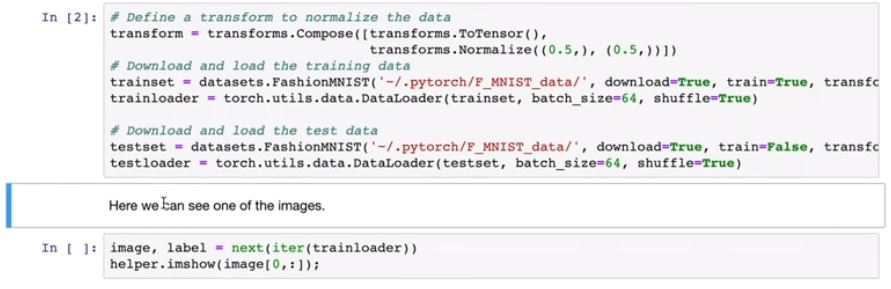 In [2]: # Define a transform to normalize the data
transform = transforms.Compose([transforms.ToTensor(),
transforms.Normalize((0.5,), (0.5,))])
# Download and load the training data
trainset = datasets.FashionMNIST('~/.pytorch/F_MNIST_data/', download=True, train=True, transfo
trainloader = torch.utils.data.DataLoader(trainset, batch_size=64, shuffle=True)
# Download and load the test data
testset = datasets.FashionMNIST('~/.pytorch/F_MNIST_data/', download=True, train=False, transfo
testloader = torch.utils.data.DataLoader(testset, batch_size=64, shuffle=True)
Here we can see one of the images.
In [ ]: image, label = next(iter(trainloader))
helper.imshow(image[0,:]);